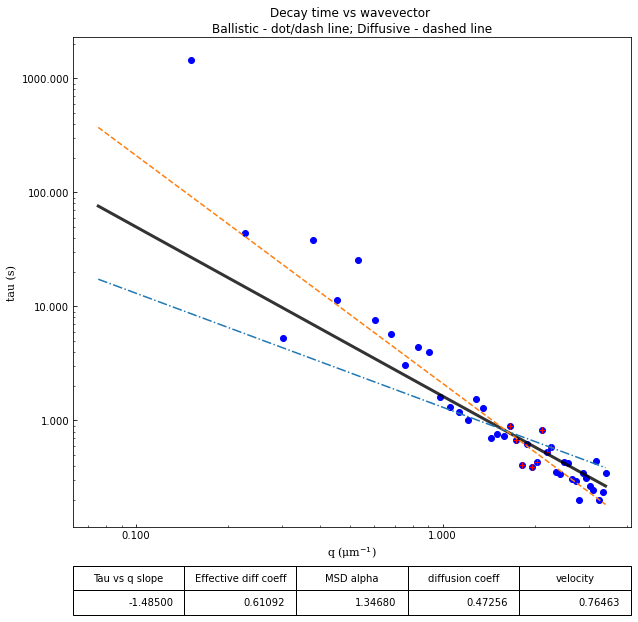 Decay time vs wavevector
Ballistic - dot/dash line; Diffusive - dashed line
1000.000
100.000
10.000
1.000
tau (s)
0.100 1.000
q (μm⁻¹)
Tau vs q slope Effective diff coeff MSD alpha diffusion coeff velocity
-1.48500 0.61092 1.34680 0.47256 0.76463